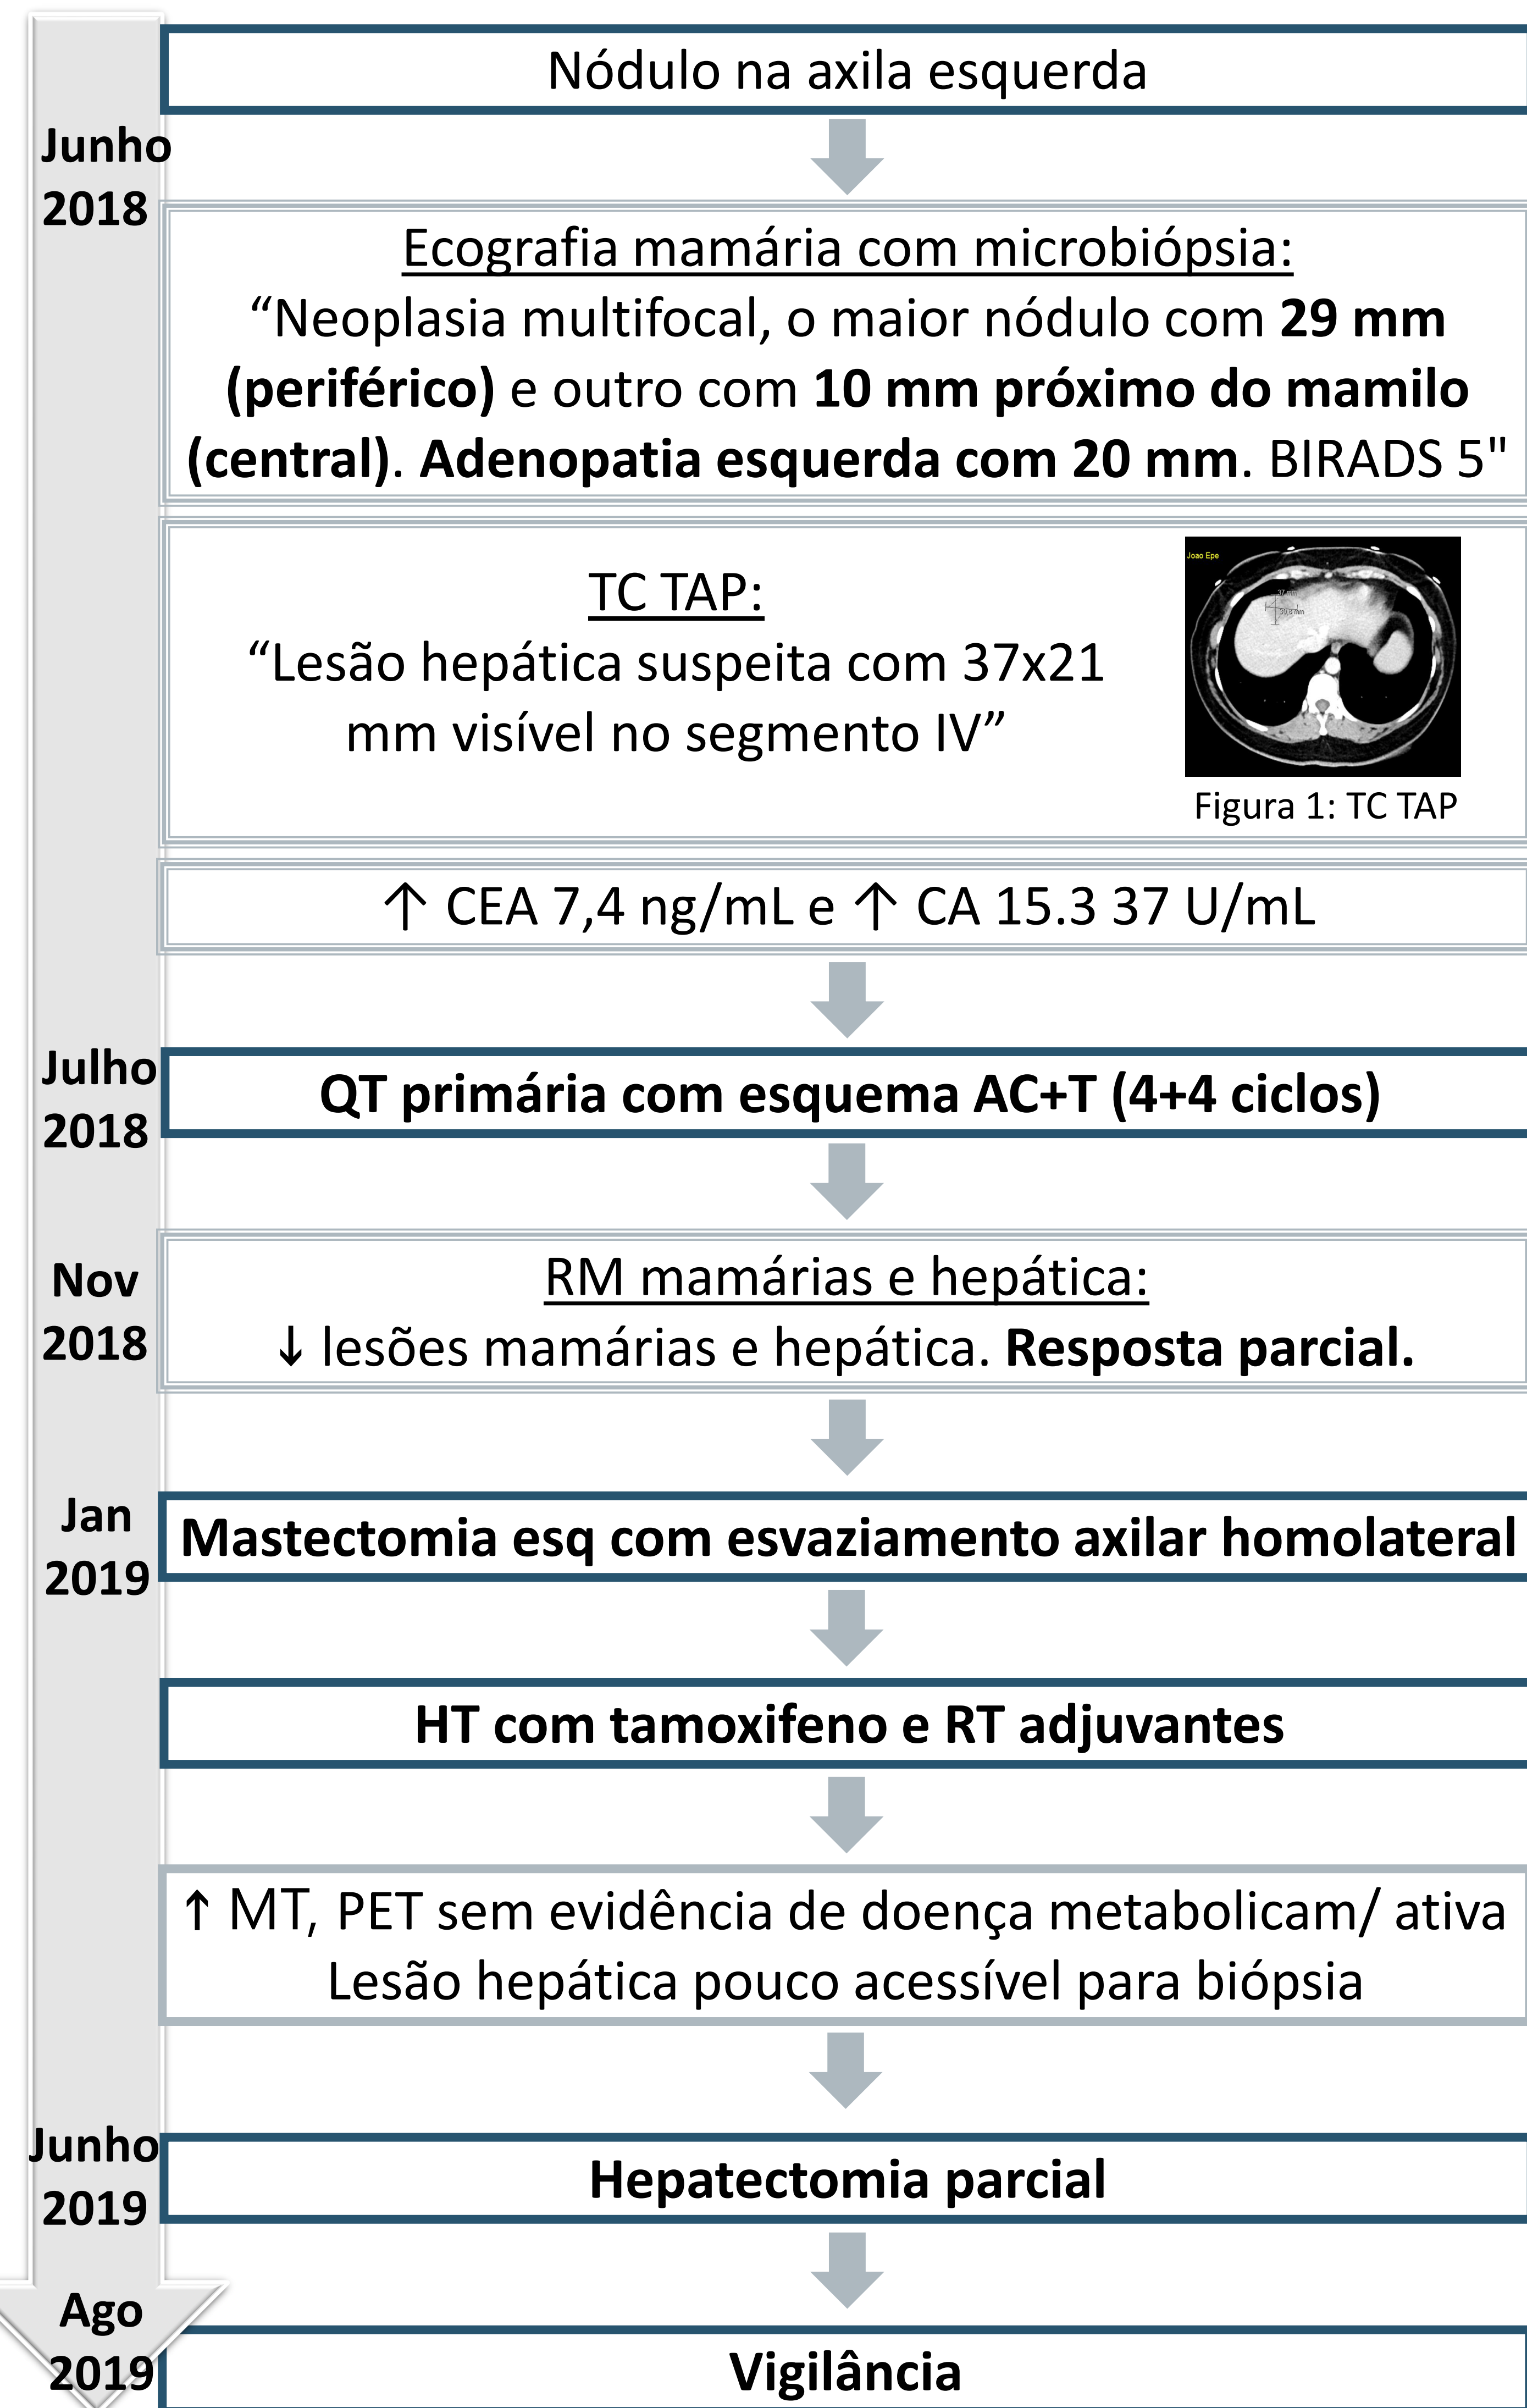 Nódulo na axila esquerda
Junho
2018
Ecografia mamária com microbiópsia:
“Neoplasia multifocal, o maior nódulo com 29 mm
(periférico) e outro com 10 mm próximo do mamilo
(central). Adenopatia esquerda com 20 mm. BIRADS 5"
TC TAP:
“Lesão hepática suspeita com 37x21
mm visível no segmento IV”
Joao Epe
37 mm
Figura 1: TC TAP
↑ CEA 7,4 ng/mL e ↑ CA 15.3 37 U/mL
Julho
2018
QT primária com esquema AC+T (4+4 ciclos)
Nov
2018
RM mamárias e hepática:
↓ lesões mamárias e hepática. Resposta parcial.
Jan
2019
Mastectomia esq com esvaziamento axilar homolateral
HT com tamoxifeno e RT adjuvantes
↑ MT, PET sem evidência de doença metabolicam/ ativa
Lesão hepática pouco acessível para biópsia
Junho
2019
Hepatectomia parcial
Ago
2019
Vigilância